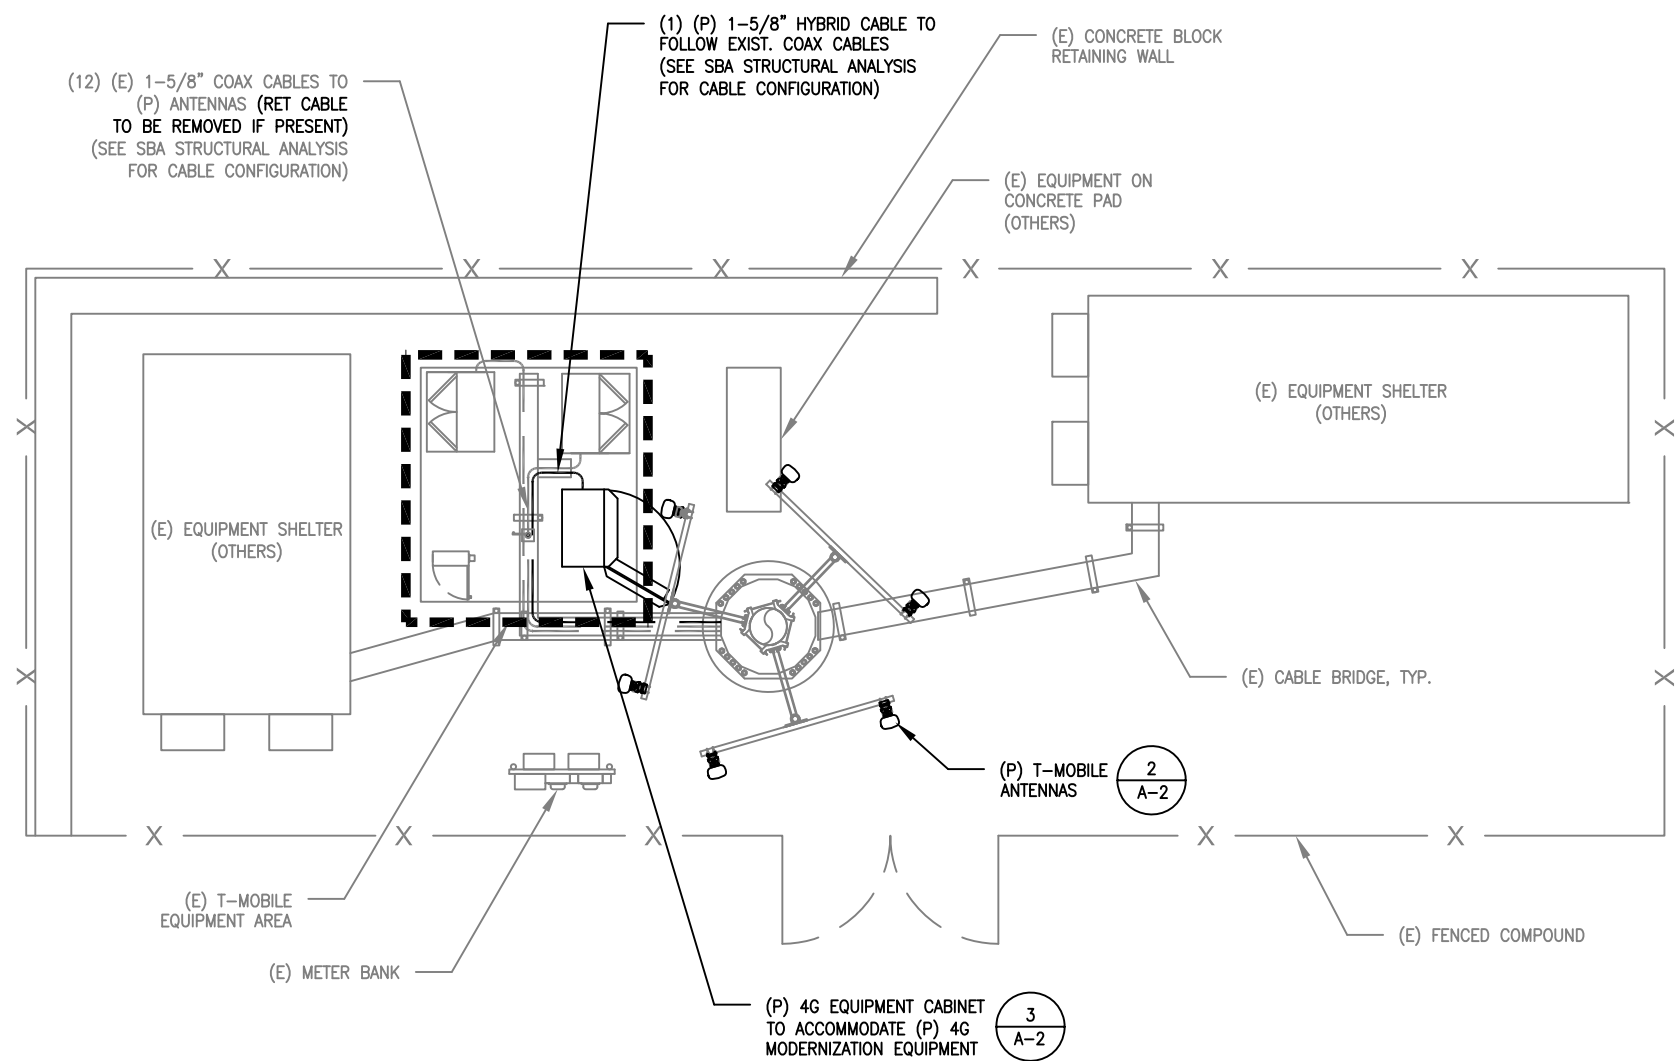 (1) (P) 1-5/8" HYBRID CABLE TO
FOLLOW EXIST. COAX CABLES
(SEE SBA STRUCTURAL ANALYSIS
FOR CABLE CONFIGURATION)
(E) CONCRETE BLOCK
RETAINING WALL
(12) (E) 1-5/8" COAX CABLES TO
(P) ANTENNAS (RET CABLE
TO BE REMOVED IF PRESENT)
(SEE SBA STRUCTURAL ANALYSIS
FOR CABLE CONFIGURATION)
(E) EQUIPMENT ON
CONCRETE PAD
(OTHERS)
X X X X X X
(E) EQUIPMENT SHELTER
(OTHERS)
X X
(E) EQUIPMENT SHELTER
(OTHERS)
X X
(E) CABLE BRIDGE, TYP.
(P) T-MOBILE
ANTENNAS
2
A-2
X X X X X
(E) T-MOBILE
EQUIPMENT AREA
(E) FENCED COMPOUND
(E) METER BANK
(P) 4G EQUIPMENT CABINET
TO ACCOMMODATE (P) 4G
MODERNIZATION EQUIPMENT
3
A-2